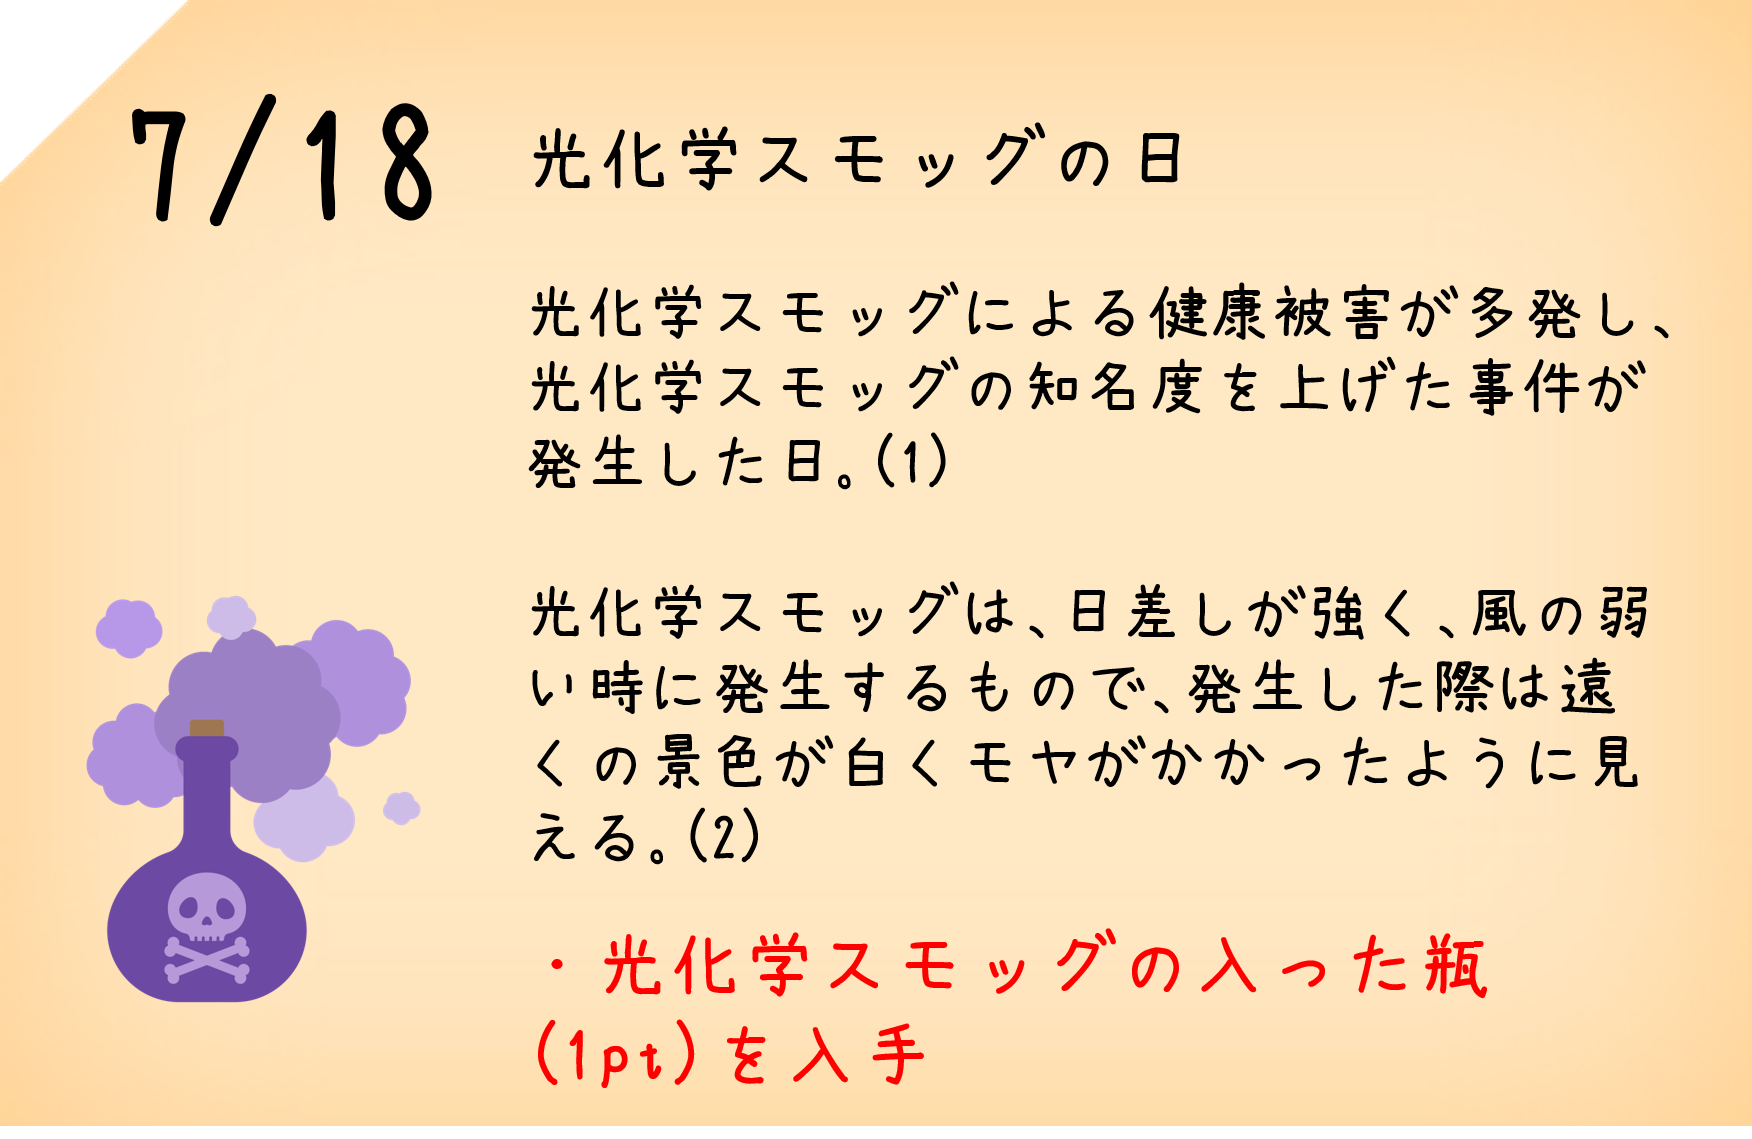 7/18
光化学スモッグの日
光化学スモッグによる健康被害が多発し、
光化学スモッグの知名度を上げた事件が
発生した日。(1)
光化学スモッグは、日差しが強く、風の弱
い時に発生するもので、発生した際は遠
くの景色が白くモヤがかかったように見
える。(2)
・光化学スモッグの入った瓶
(1pt)を入手